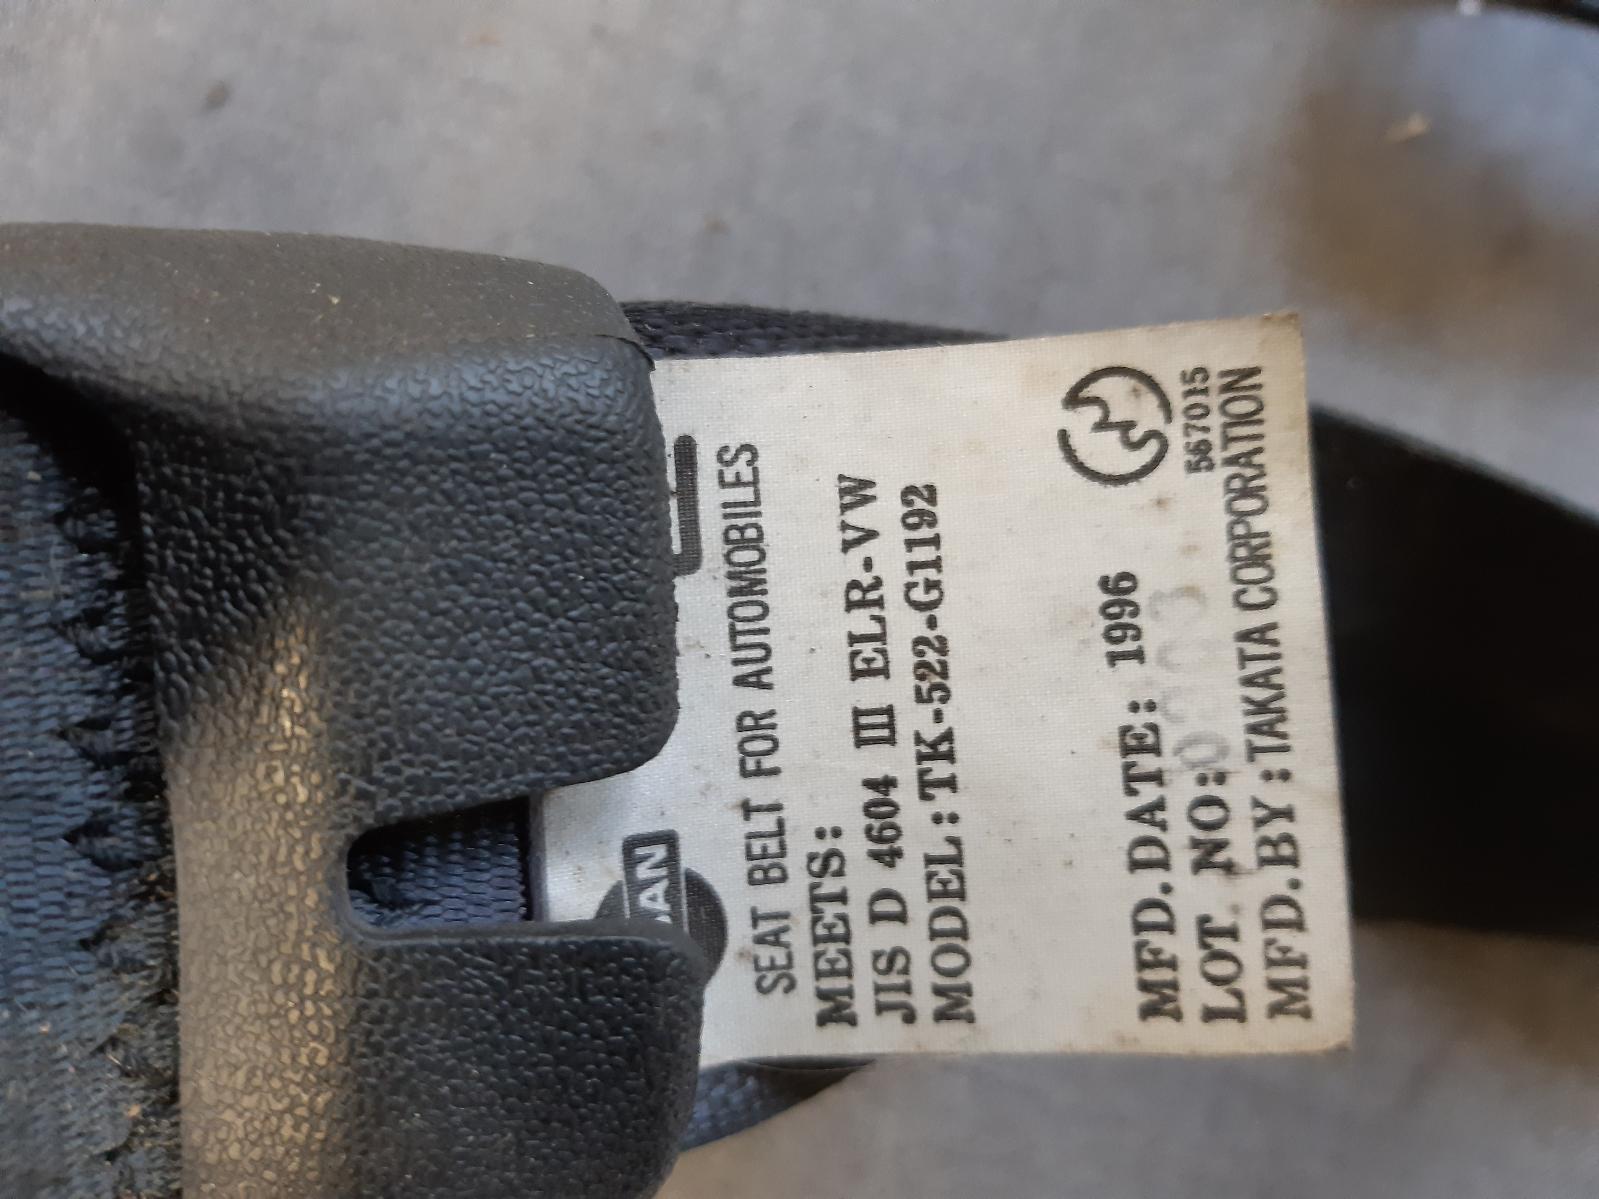 SEAT BELT FOR AUTOMOBILES
MEETS:
JIS D 4604 III ELR-VW
MODEL:TK-522-G1192
MFD.DATE: 1996
LOT. NO:
567015
MFD.BY:TAKATA CORPORATION